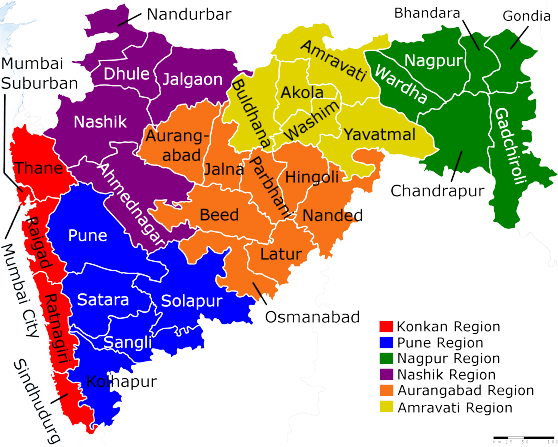 Nandurbar
Bhandara
Gondia
Mumbai
Suburban
Dhule
Jalgaon
Amravati
Nagpur
Buldhana
Akola
Wardha
Washim
Nashik
Aurang-
abad
Yavatmal
Gadchiroli
Thane
Ahmednagar
Jalna
Parbhani
Hingoli
Chandrapur
Raigad
Pune
Beed
Nanded
Mumbai City
Latur
Ratnagiri
Satara
Solapur
Osmanabad
Sangli
Sindhudurg
Kolhapur
Konkan Region
Pune Region
Nagpur Region
Nashik Region
Aurangabad Region
Amravati Region